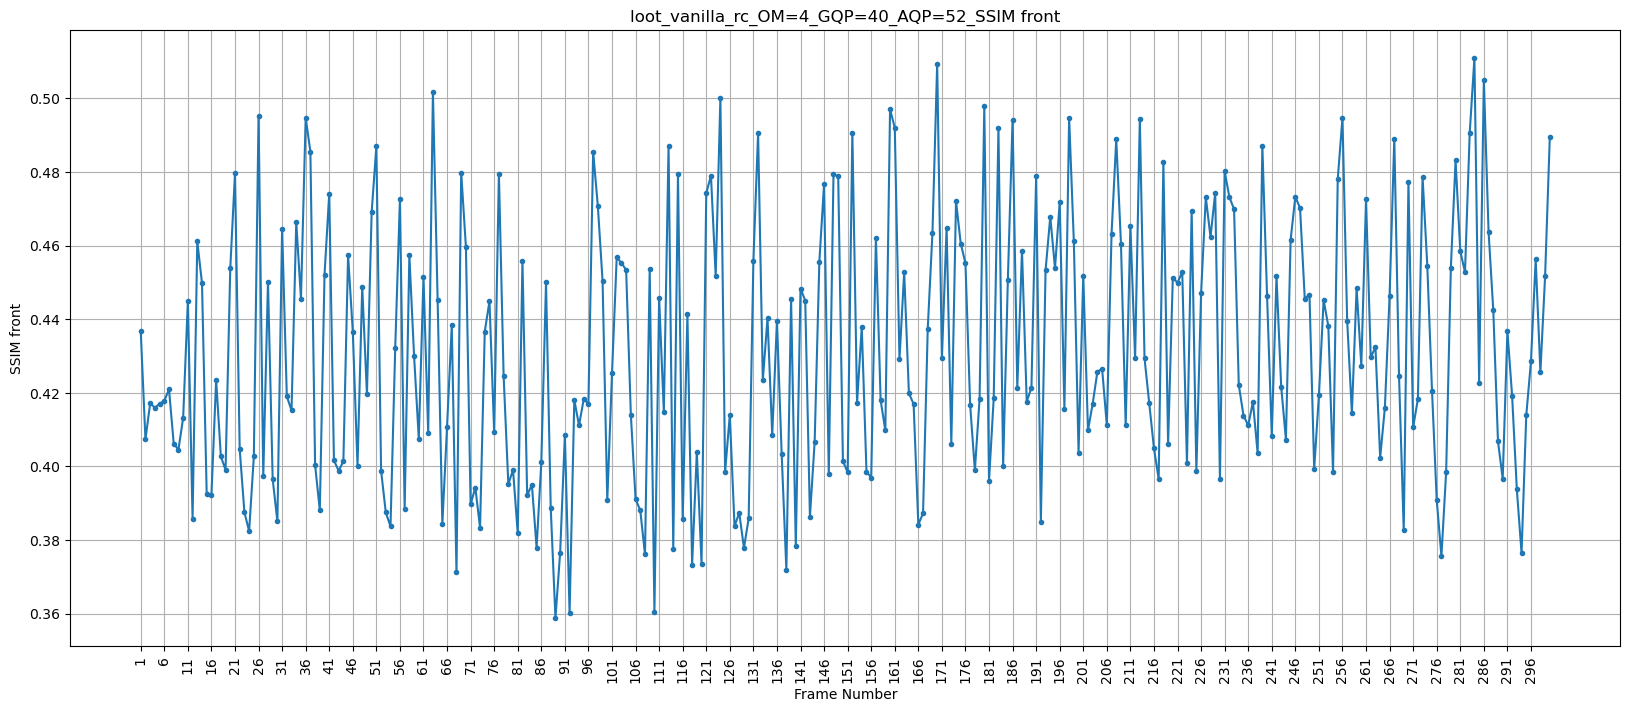 loot_vanilla_rc_OM=4_GQP=40_AQP=52_SSIM front
SSIM front
0.50
0.48
0.46
0.44
0.42
0.40
0.38
0.36
1 6 11 16 21 26 31 36 41 46 51 56 61 66 71 76 81 86 91 96 101 106 111 116 121 126 131 136 141 146 151 156 161 166 171 176 181 186 191 196 201 206 211 216 221 226 231 236 241 246 251 256 261 266 271 276 281 286 291 296
Frame Number